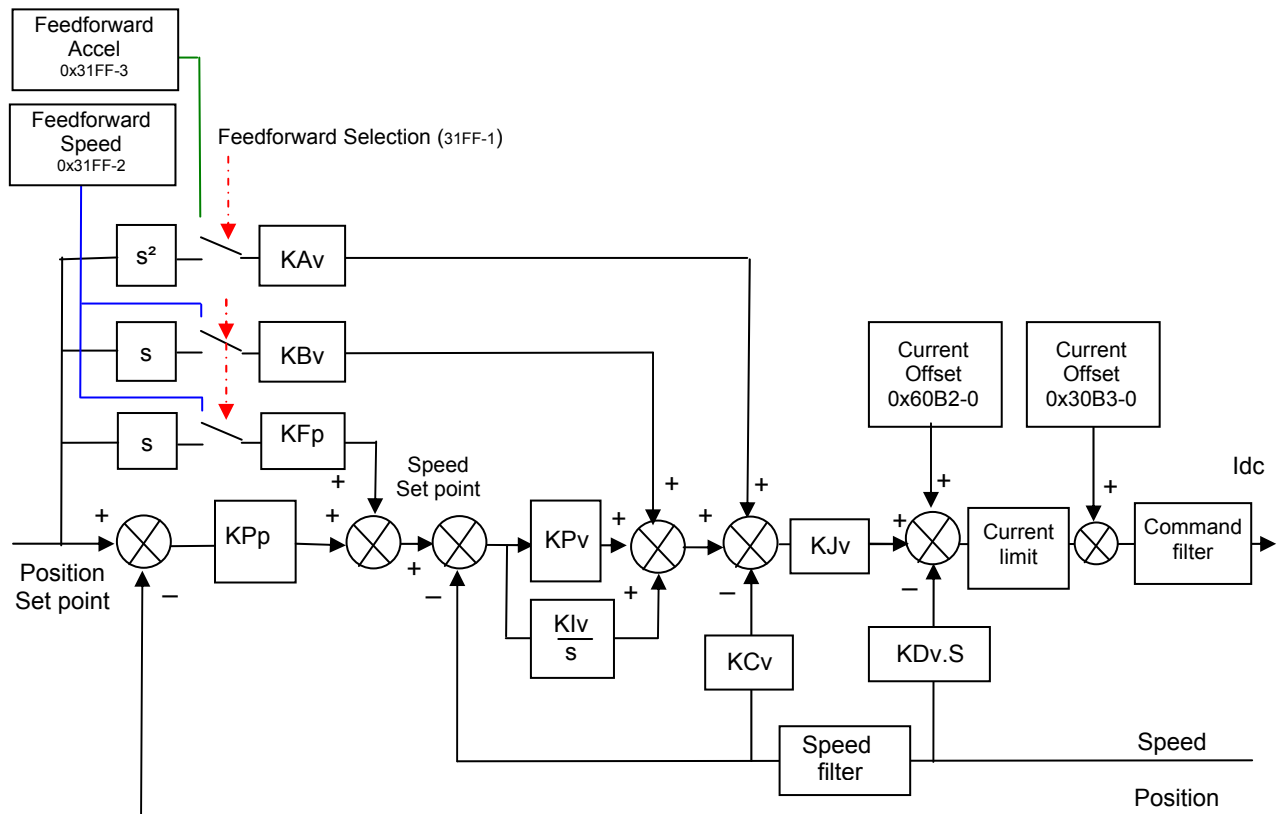 Feedforward
Accel
0x31FF-3
Feedforward
Speed
0x31FF-2
Feedforward Selection (31FF-1)
s²
KAv
s
KBv
s
KFp
Current
Offset
0x60B2-0
Current
Offset
0x30B3-0
Idc
Speed
Set point
+
+
+
+
+
+
KPp
+
+
KPv
+
+
+
KJv
+
Current
limit
Command
filter
Position
Set point
–
–
+
–
–
KIv
s
KCv
KDv.S
Speed
filter
Speed
Position